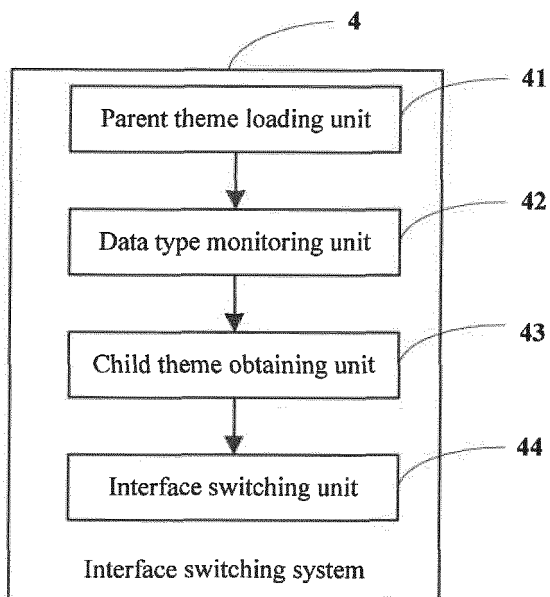 4
41
Parent theme loading unit
42
Data type monitoring unit
43
Child theme obtaining unit
44
Interface switching unit
Interface switching system